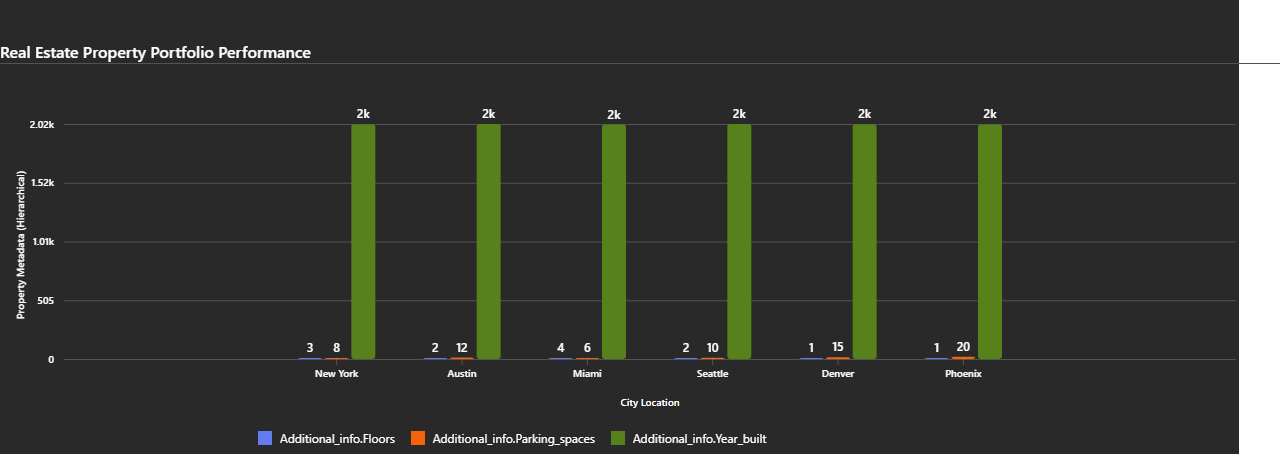 Real Estate Property Portfolio Performance
Property Metadata (Hierarchical)
2.02k
1.52k
1.01k
505
0
3 8 2k
2 12 2k
4 6 2k
2 10 2k
1 15 2k
1 20 2k
New York Austin Miami Seattle Denver Phoenix
City Location
Additional_info.Floors Additional_info.Parking_spaces Additional_info.Year_built